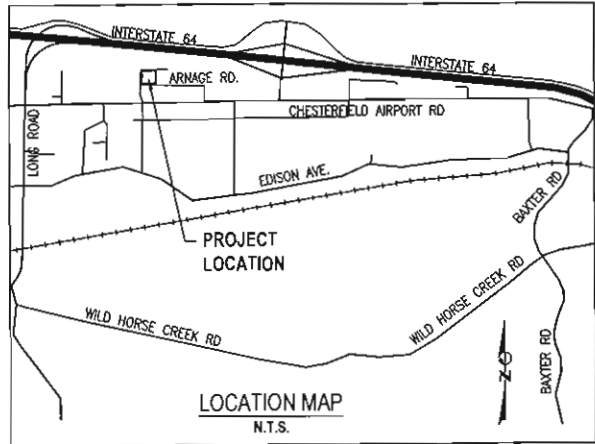 INTERSTATE 64
INTERSTATE 64
ARNAGE RD.
CHESTERFIELD AIRPORT RD
LONG ROAD
EDISON AVE.
BAXTER RD
PROJECT
LOCATION
WILD HORSE CREEK RD
WILD HORSE CREEK RD
BAXTER RD
N
LOCATION MAP
N.T.S.